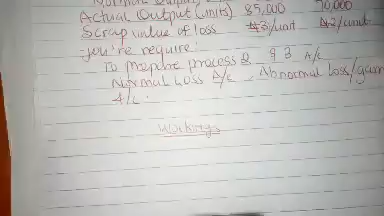 Actual Output (units) 85,000 70,000
Scrap value of loss ₦3/unit ₦2/unit
you're require:
To Prepare process 2 & 3 A/c
Normal Loss A/c, Abnormal Loss/gain
A/c.
Workings